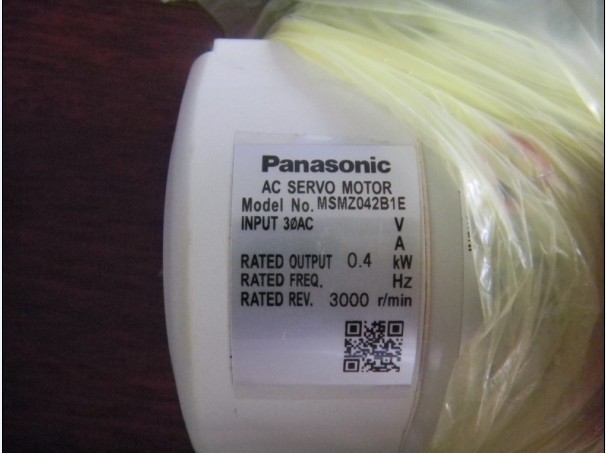 Panasonic
AC SERVO MOTOR
Model No. MSMZ042B1E
INPUT 3øAC V
A
RATED OUTPUT 0.4 kW
RATED FREQ. Hz
RATED REV. 3000 r/min